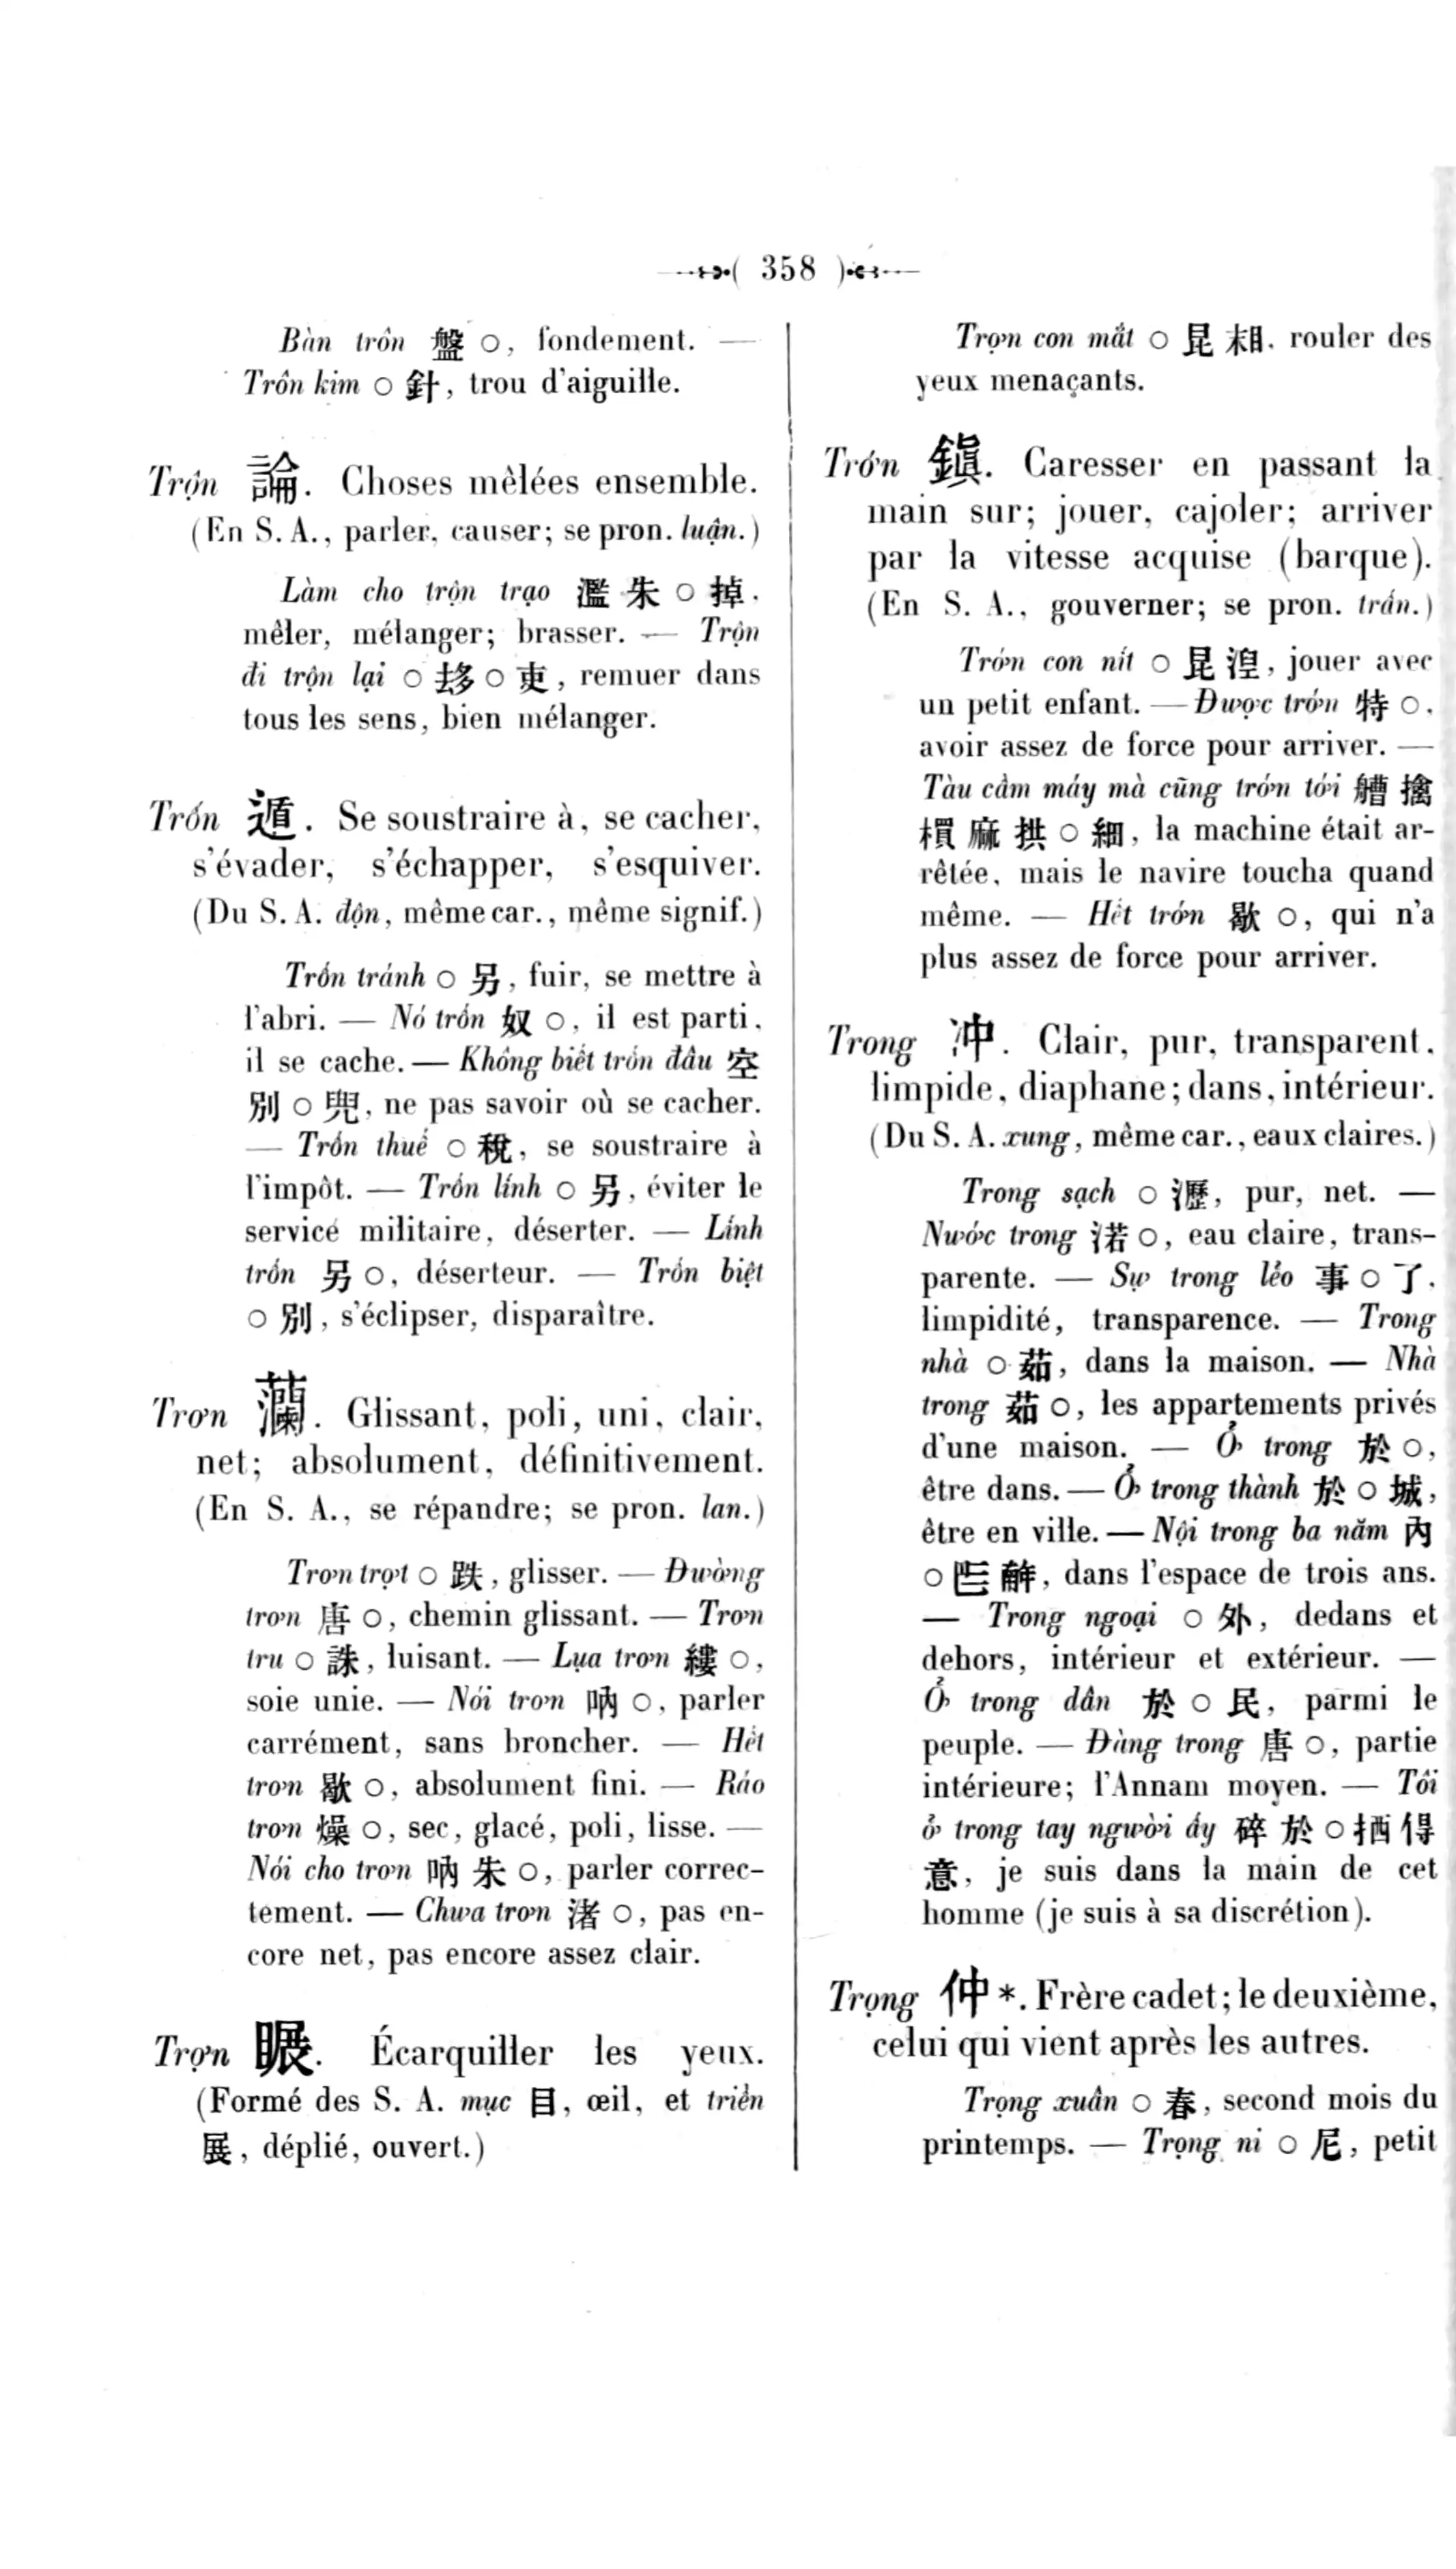 ( 358 )
Bàn trôn 盤 ○, fondement. —
Trôn kim ○ 針, trou d'aiguille.
Trộn 論. Choses mêlées ensemble.
(En S. A., parler, causer; se pron. luận.)
Làm cho trộn trạo 濫 朱 ○ 掉,
mêler, mélanger; brasser. — Trộn
đi trộn lại ○ 𠫾 ○ 吏, remuer dans
tous les sens, bien mélanger.
Trốn 遁. Se soustraire à, se cacher,
s'évader, s'échapper, s'esquiver.
(Du S. A. độn, même car., même signif.)
Trốn tránh ○ 另, fuir, se mettre à
l'abri. — Nó trốn 奴 ○, il est parti,
il se cache. — Không biết trốn đâu 空
別 ○ 兜, ne pas savoir où se cacher.
— Trốn thuế ○ 稅, se soustraire à
l'impôt. — Trốn lính ○ 另, éviter le
service militaire, déserter. — Lính
trốn 另 ○, déserteur. — Trốn biệt
○ 別, s'éclipser, disparaître.
Trơn 灡. Glissant, poli, uni, clair,
net; absolument, définitivement.
(En S. A., se répandre; se pron. lan.)
Trơn trợt ○ 跌, glisser. — Đường
trơn 唐 ○, chemin glissant. — Trơn
tru ○ 誅, luisant. — Lụa trơn 縷 ○,
soie unie. — Nói trơn 吶 ○, parler
carrément, sans broncher. — Hết
trơn 歇 ○, absolument fini. — Ráo
trơn 燥 ○, sec, glacé, poli, lisse. —
Nói cho trơn 吶 朱 ○, parler correc-
tement. — Chưa trơn 渚 ○, pas en-
core net, pas encore assez clair.
Trợn 䁪. Écarquiller les yeux.
(Formé des S. A. mục 目, œil, et triển
展, déplié, ouvert.)
Trợn con mắt ○ 昆 𥉫, rouler des
yeux menaçants.
Trớn 鎭. Caresser en passant la
main sur; jouer, cajoler; arriver
par la vitesse acquise (barque).
(En S. A., gouverner; se pron. trấn.)
Trớn con nít ○ 昆 湟, jouer avec
un petit enfant. — Được trớn 特 ○,
avoir assez de force pour arriver. —
Tàu cầm máy mà cũng trớn tới 艚 擒
𣛠 麻 拱 ○ 細, la machine était ar-
rêtée, mais le navire toucha quand
même. — Hết trớn 歇 ○, qui n'a
plus assez de force pour arriver.
Trong 冲. Clair, pur, transparent,
limpide, diaphane; dans, intérieur.
(Du S. A. xung, même car., eaux claires.)
Trong sạch ○ 瀝, pur, net. —
Nước trong 渃 ○, eau claire, trans-
parente. — Sự trong lẻo 事 ○ 了,
limpidité, transparence. — Trong
nhà ○ 茹, dans la maison. — Nhà
trong 茹 ○, les appartements privés
d'une maison. — Ở trong 於 ○,
être dans. — Ở trong thành 於 ○ 城,
être en ville. — Nội trong ba năm 內
○ 𠀧 𢆥, dans l'espace de trois ans.
— Trong ngoại ○ 外, dedans et
dehors, intérieur et extérieur. —
Ở trong dân 於 ○ 民, parmi le
peuple. — Đàng trong 唐 ○, partie
intérieure; l'Annam moyen. — Tôi
ở trong tay người ấy 碎 於 ○ 拪 㝵
意, je suis dans la main de cet
homme (je suis à sa discrétion).
Trọng 仲 *. Frère cadet; le deuxième,
celui qui vient après les autres.
Trọng xuân ○ 春, second mois du
printemps. — Trọng ni ○ 尼, petit